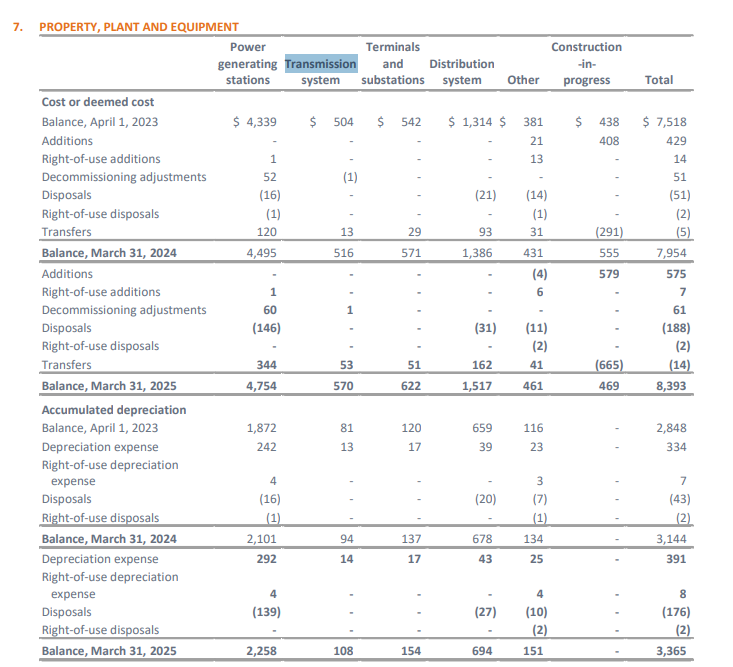 7. PROPERTY, PLANT AND EQUIPMENT
Power Terminals Construction
generating Transmission and Distribution -in-
stations system substations system Other progress Total
Cost or deemed cost
Balance, April 1, 2023 $ 4,339 $ 504 $ 542 $ 1,314 $ 381 $ 438 $ 7,518
Additions - - - - 21 408 429
Right-of-use additions 1 - - - 13 - 14
Decommissioning adjustments 52 (1) - - - - 51
Disposals (16) - - (21) (14) - (51)
Right-of-use disposals (1) - - - (1) - (2)
Transfers 120 13 29 93 31 (291) (5)
Balance, March 31, 2024 4,495 516 571 1,386 431 555 7,954
Additions - - - - (4) 579 575
Right-of-use additions 1 - - - 6 - 7
Decommissioning adjustments 60 1 - - - - 61
Disposals (146) - - (31) (11) - (188)
Right-of-use disposals - - - - (2) - (2)
Transfers 344 53 51 162 41 (665) (14)
Balance, March 31, 2025 4,754 570 622 1,517 461 469 8,393
Accumulated depreciation
Balance, April 1, 2023 1,872 81 120 659 116 - 2,848
Depreciation expense 242 13 17 39 23 - 334
Right-of-use depreciation
expense 4 - - - 3 - 7
Disposals (16) - - (20) (7) - (43)
Right-of-use disposals (1) - - - (1) - (2)
Balance, March 31, 2024 2,101 94 137 678 134 - 3,144
Depreciation expense 292 14 17 43 25 - 391
Right-of-use depreciation
expense 4 - - - 4 - 8
Disposals (139) - - (27) (10) - (176)
Right-of-use disposals - - - - (2) - (2)
Balance, March 31, 2025 2,258 108 154 694 151 - 3,365